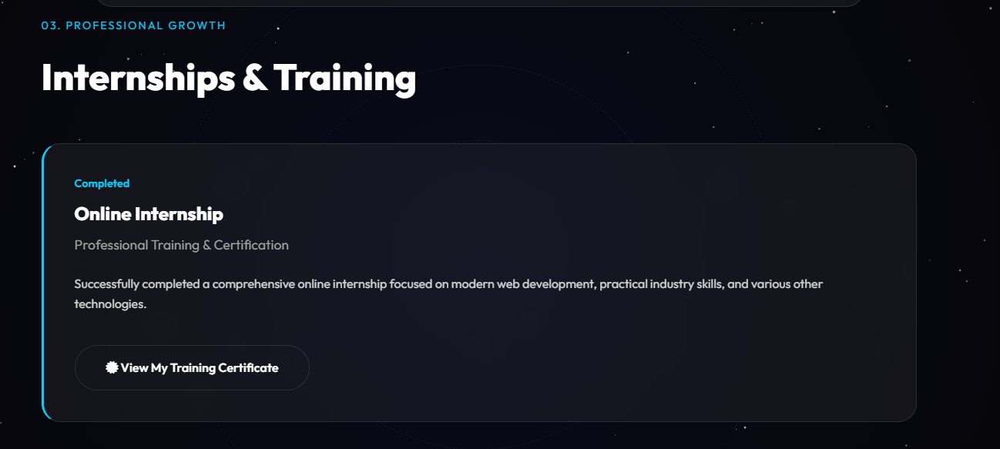 03. PROFESSIONAL GROWTH
Internships & Training
Completed
Online Internship
Professional Training & Certification
Successfully completed a comprehensive online internship focused on modern web development, practical industry skills, and various other
technologies.
View My Training Certificate